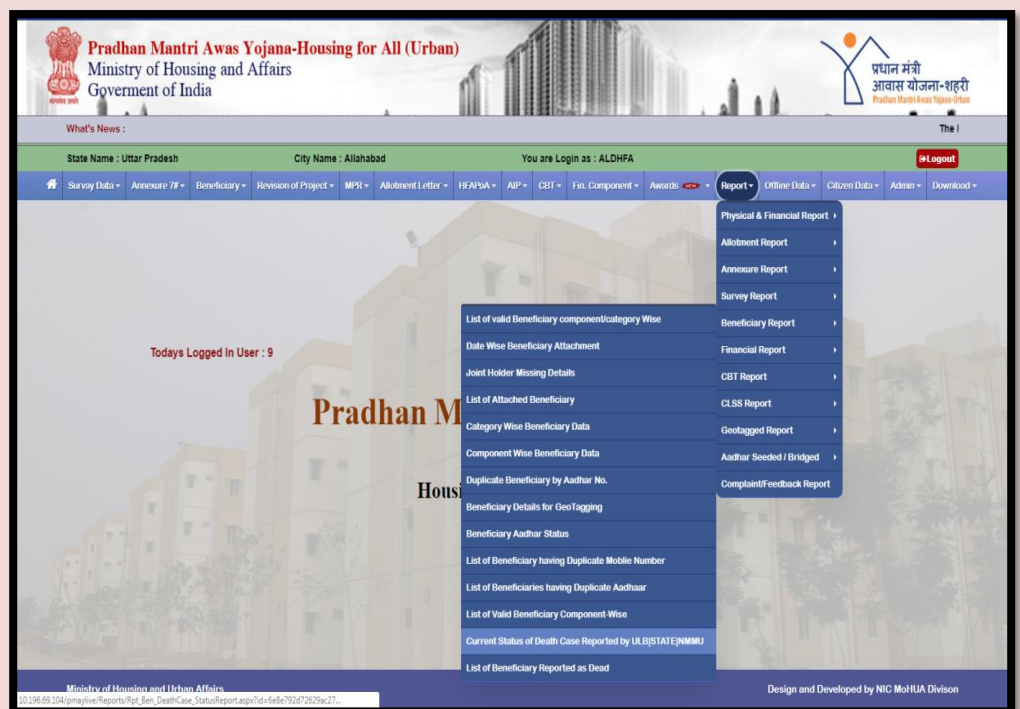 Pradhan Mantri Awas Yojana-Housing for All (Urban)
Ministry of Housing and Affairs
Goverment of India
सत्यमेव जयते
प्रधान मंत्री
आवास योजना-शहरी
Pradhan Mantri Awas Yojana-Urban
What's News :
The I
State Name : Uttar Pradesh City Name : Allahabad You are Login as : ALDHFA Logout
Survay Data Annexure 7# Beneficiary Revision of Project MPR Allotment Letter HFAPoA AIP CBT Fin. Component Awards NEW Report Offline Data Citizen Data Admin Download
Physical & Financial Report
Allotment Report
Annexure Report
Survey Report
Beneficiary Report
Financial Report
CBT Report
CLSS Report
Geotagged Report
Aadhar Seeded / Bridged
Complaint/Feedback Report
List of valid Beneficiary component/category Wise
Date Wise Beneficiary Attachment
Joint Holder Missing Details
List of Attached Beneficiary
Category Wise Beneficiary Data
Component Wise Beneficiary Data
Duplicate Beneficiary by Aadhar No.
Beneficiary Details for GeoTagging
Beneficiary Aadhar Status
List of Beneficiary having Duplicate Moblie Number
List of Beneficiaries having Duplicate Aadhaar
List of Valid Beneficiary Component-Wise
Current Status of Death Case Reported by ULB|STATE|NMMU
List of Beneficiary Reported as Dead
Todays Logged In User : 9
Pradhan M
Housi
Ministry of Housing and Urban Affairs
Design and Developed by NIC MoHUA Divison
10.196.69.104/pmaylive/Reports/Rpt_Ben_DeathCase_StatusReport.aspx?id=6e8e792d72629ac27...